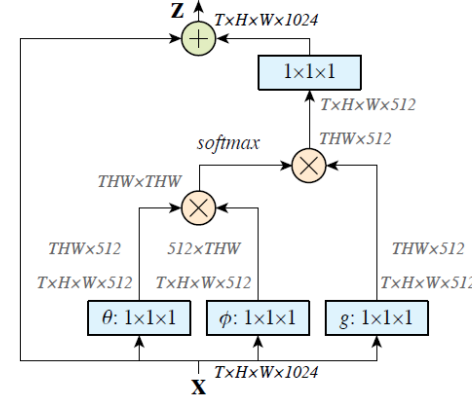 Z
T×H×W×1024
+
1×1×1
T×H×W×512
softmax
THW×512
×
THW×THW
×
THW×512
512×THW
THW×512
T×H×W×512
T×H×W×512
T×H×W×512
θ: 1×1×1
ϕ: 1×1×1
g: 1×1×1
X
T×H×W×1024